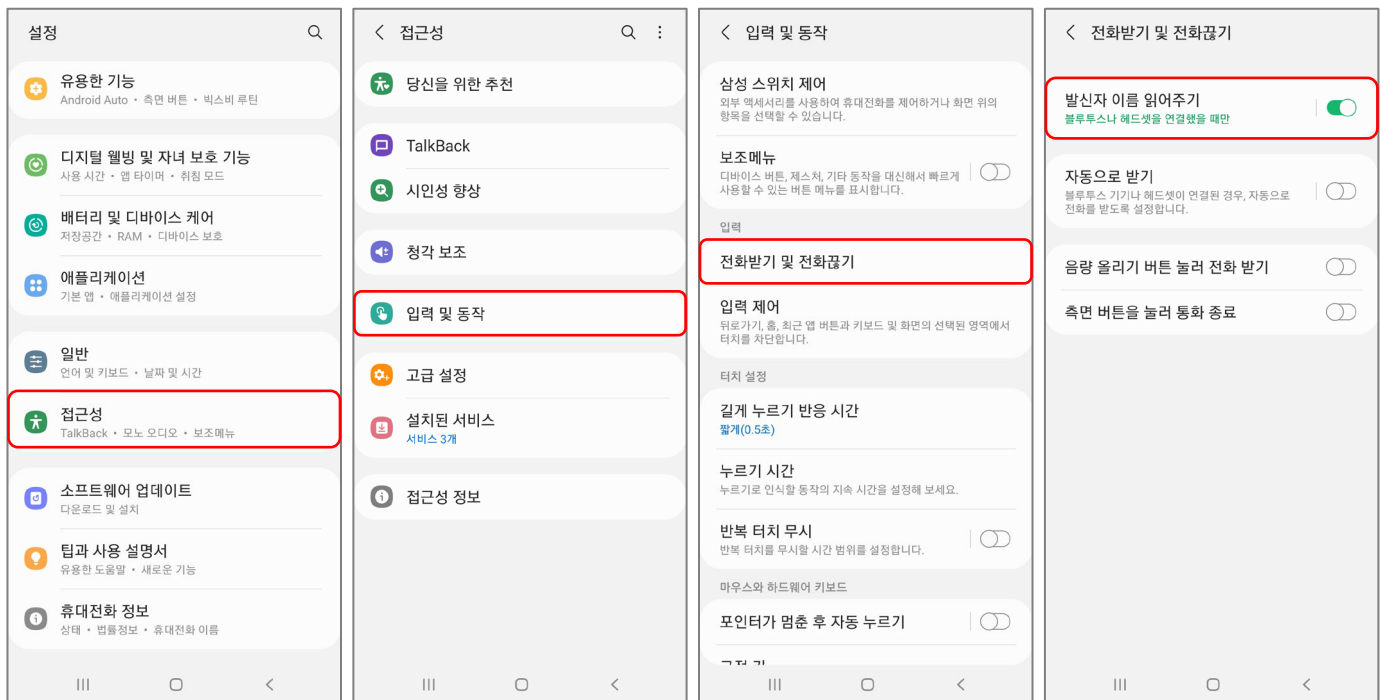 설정
유용한 기능
Android Auto • 측면 버튼 • 빅스비 루틴
디지털 웰빙 및 자녀 보호 기능
사용 시간 • 앱 타이머 • 취침 모드
배터리 및 디바이스 케어
저장공간 • RAM • 디바이스 보호
애플리케이션
기본 앱 • 애플리케이션 설정
일반
언어 및 키보드 • 날짜 및 시간
접근성
TalkBack • 모노 오디오 • 보조메뉴
소프트웨어 업데이트
다운로드 및 설치
팁과 사용 설명서
유용한 도움말 • 새로운 기능
휴대전화 정보
상태 • 법률정보 • 휴대전화 이름
접근성
당신을 위한 추천
TalkBack
시인성 향상
청각 보조
입력 및 동작
고급 설정
설치된 서비스
서비스 3개
접근성 정보
입력 및 동작
삼성 스위치 제어
외부 액세서리를 사용하여 휴대전화를 제어하거나 화면 위의
항목을 선택할 수 있습니다.
보조메뉴
디바이스 버튼, 제스처, 기타 동작을 대신해서 빠르게
사용할 수 있는 버튼 메뉴를 표시합니다.
입력
전화받기 및 전화끊기
입력 제어
뒤로가기, 홈, 최근 앱 버튼과 키보드 및 화면의 선택된 영역에서
터치를 차단합니다.
터치 설정
길게 누르기 반응 시간
짧게(0.5초)
누르기 시간
누르기로 인식할 동작의 지속 시간을 설정해 보세요.
반복 터치 무시
반복 터치를 무시할 시간 범위를 설정합니다.
마우스와 하드웨어 키보드
포인터가 멈춘 후 자동 누르기
전화받기 및 전화끊기
발신자 이름 읽어주기
블루투스나 헤드셋을 연결했을 때만
자동으로 받기
블루투스 기기나 헤드셋이 연결된 경우, 자동으로
전화를 받도록 설정합니다.
음량 올리기 버튼 눌러 전화 받기
측면 버튼을 눌러 통화 종료